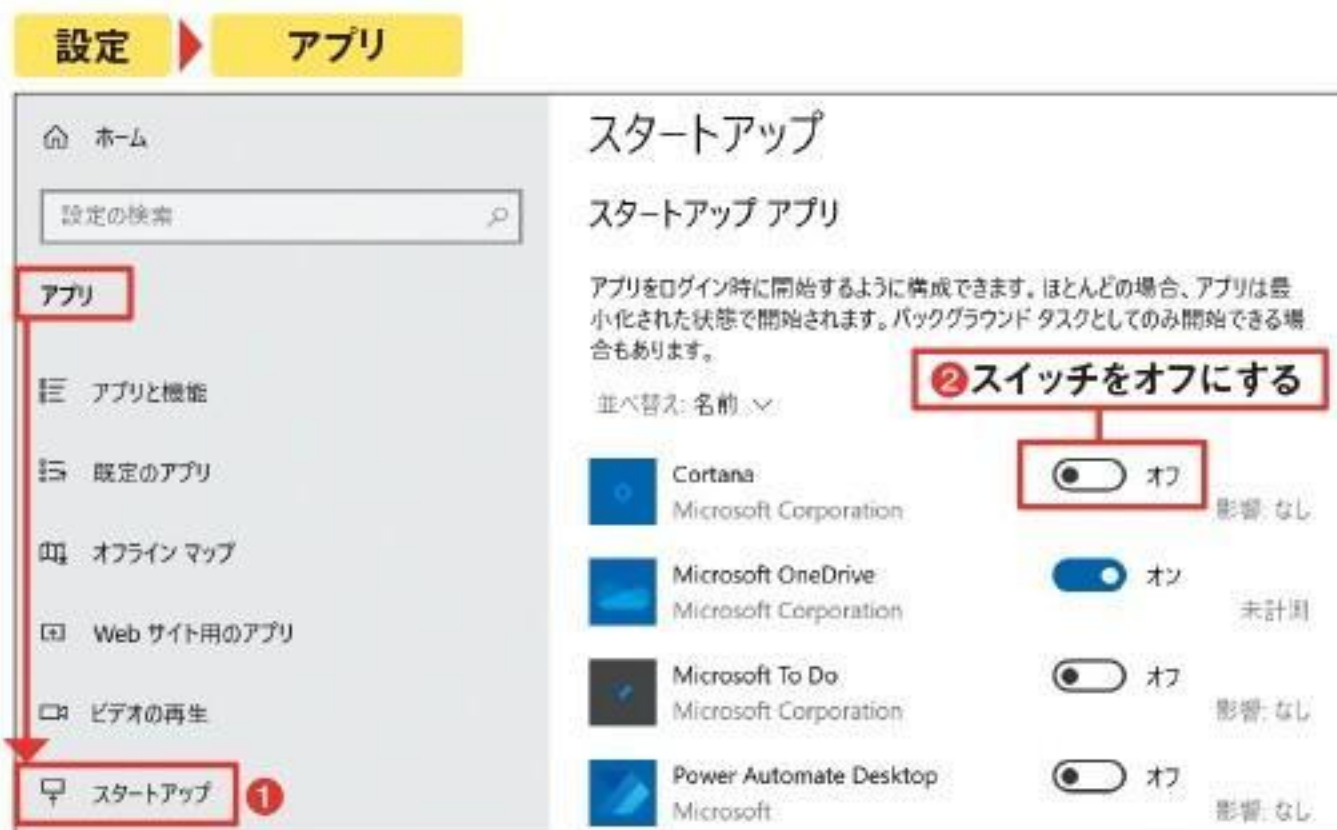 設定 アプリ
ホーム
設定の検索
アプリ
アプリと機能
既定のアプリ
オフライン マップ
Web サイト用のアプリ
ビデオの再生
スタートアップ ❶
スタートアップ
スタートアップ アプリ
アプリをログイン時に開始するように構成できます。ほとんどの場合、アプリは最
小化された状態で開始されます。バックグラウンド タスクとしてのみ開始できる場
合もあります。
❷スイッチをオフにする
並べ替え: 名前
Cortana オフ
Microsoft Corporation 影響: なし
Microsoft OneDrive オン
Microsoft Corporation 未計測
Microsoft To Do オフ
Microsoft Corporation 影響: なし
Power Automate Desktop オフ
Microsoft 影響: なし